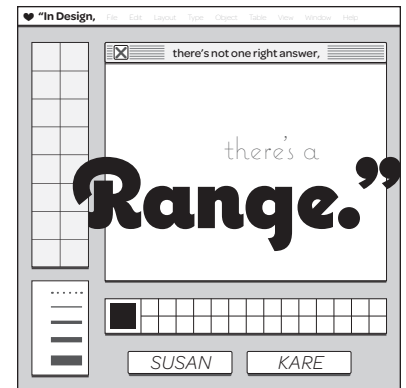 “In Design, File Edit Layout Type Object Table View Window Help
there’s not one right answer,
there’s a
Range.”
SUSAN KARE